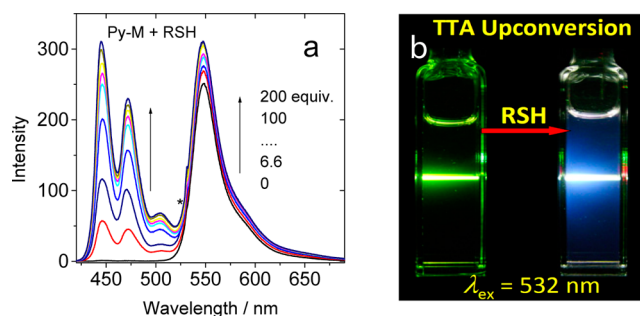 Py-M + RSH
a
200 equiv.
100
....
6.6
0
*
300
200
100
0
Intensity
450 500 550 600 650
Wavelength / nm
b
TTA Upconversion
RSH
λex = 532 nm